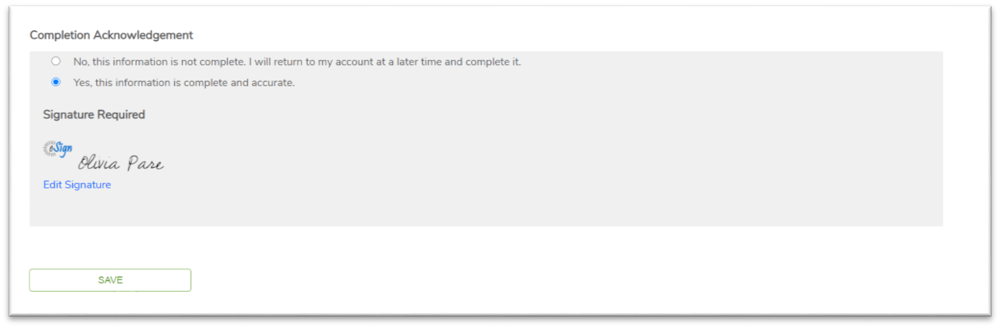 Completion Acknowledgement
No, this information is not complete. I will return to my account at a later time and complete it.
Yes, this information is complete and accurate.
Signature Required
eSign
Olivia Pare
Edit Signature
SAVE